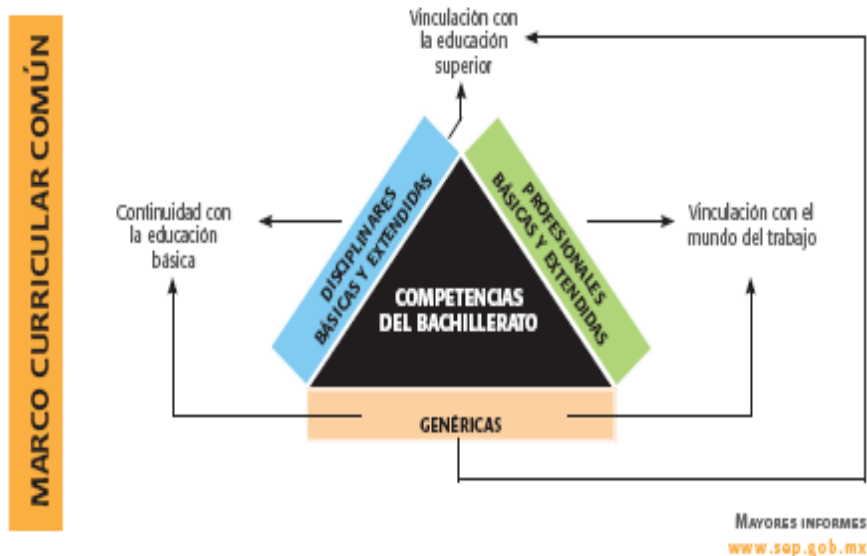 MARCO CURRICULAR COMÚN
Vinculación con
la educación
superior
Continuidad con
la educación
básica
DISCIPLINARES
BÁSICAS Y EXTENDIDAS
PROFESIONALES
BÁSICAS Y EXTENDIDAS
Vinculación con el
mundo del trabajo
COMPETENCIAS
DEL BACHILLERATO
GENÉRICAS
MAYORES INFORMES
www.sep.gob.mx